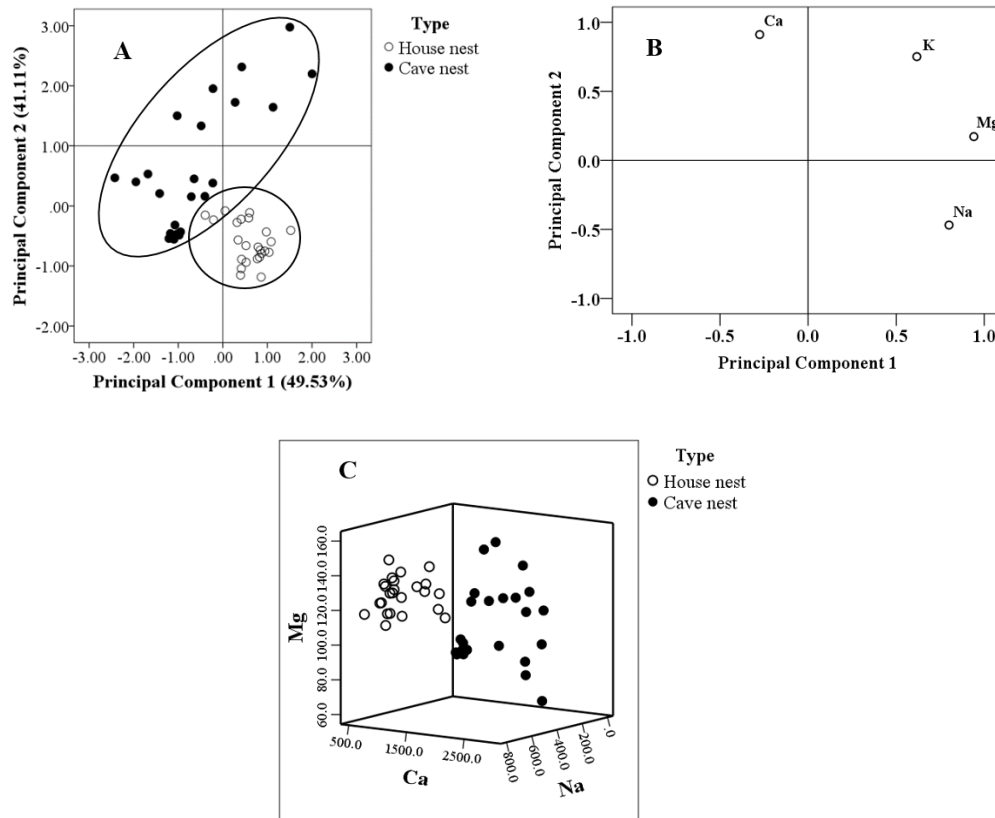 A
Type
House nest
Cave nest
3.00
2.00
1.00
.00
-1.00
-2.00
-3.00 -2.00 -1.00 .00 1.00 2.00 3.00
Principal Component 2 (41.11%)
Principal Component 1 (49.53%)
B
Ca
K
Mg
Na
1.0
0.5
0.0
-0.5
-1.0
-1.0 -0.5 0.0 0.5 1.0
Principal Component 2
Principal Component 1
C
Type
House nest
Cave nest
160.0
140.0
120.0
100.0
80.0
60.0
Mg
500.0 1500.0 2500.0
Ca
800.0 600.0 400.0 200.0 .0
Na